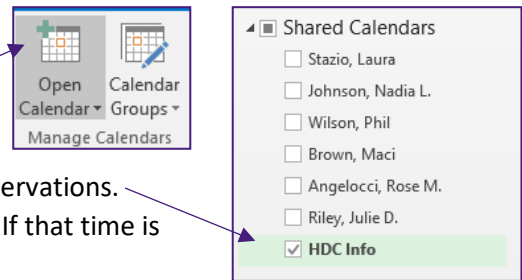 Open Calendar
Calendar Groups
Manage Calendars
ervations.
If that time is
Shared Calendars
Stazio, Laura
Johnson, Nadia L.
Wilson, Phil
Brown, Maci
Angelocci, Rose M.
Riley, Julie D.
HDC Info